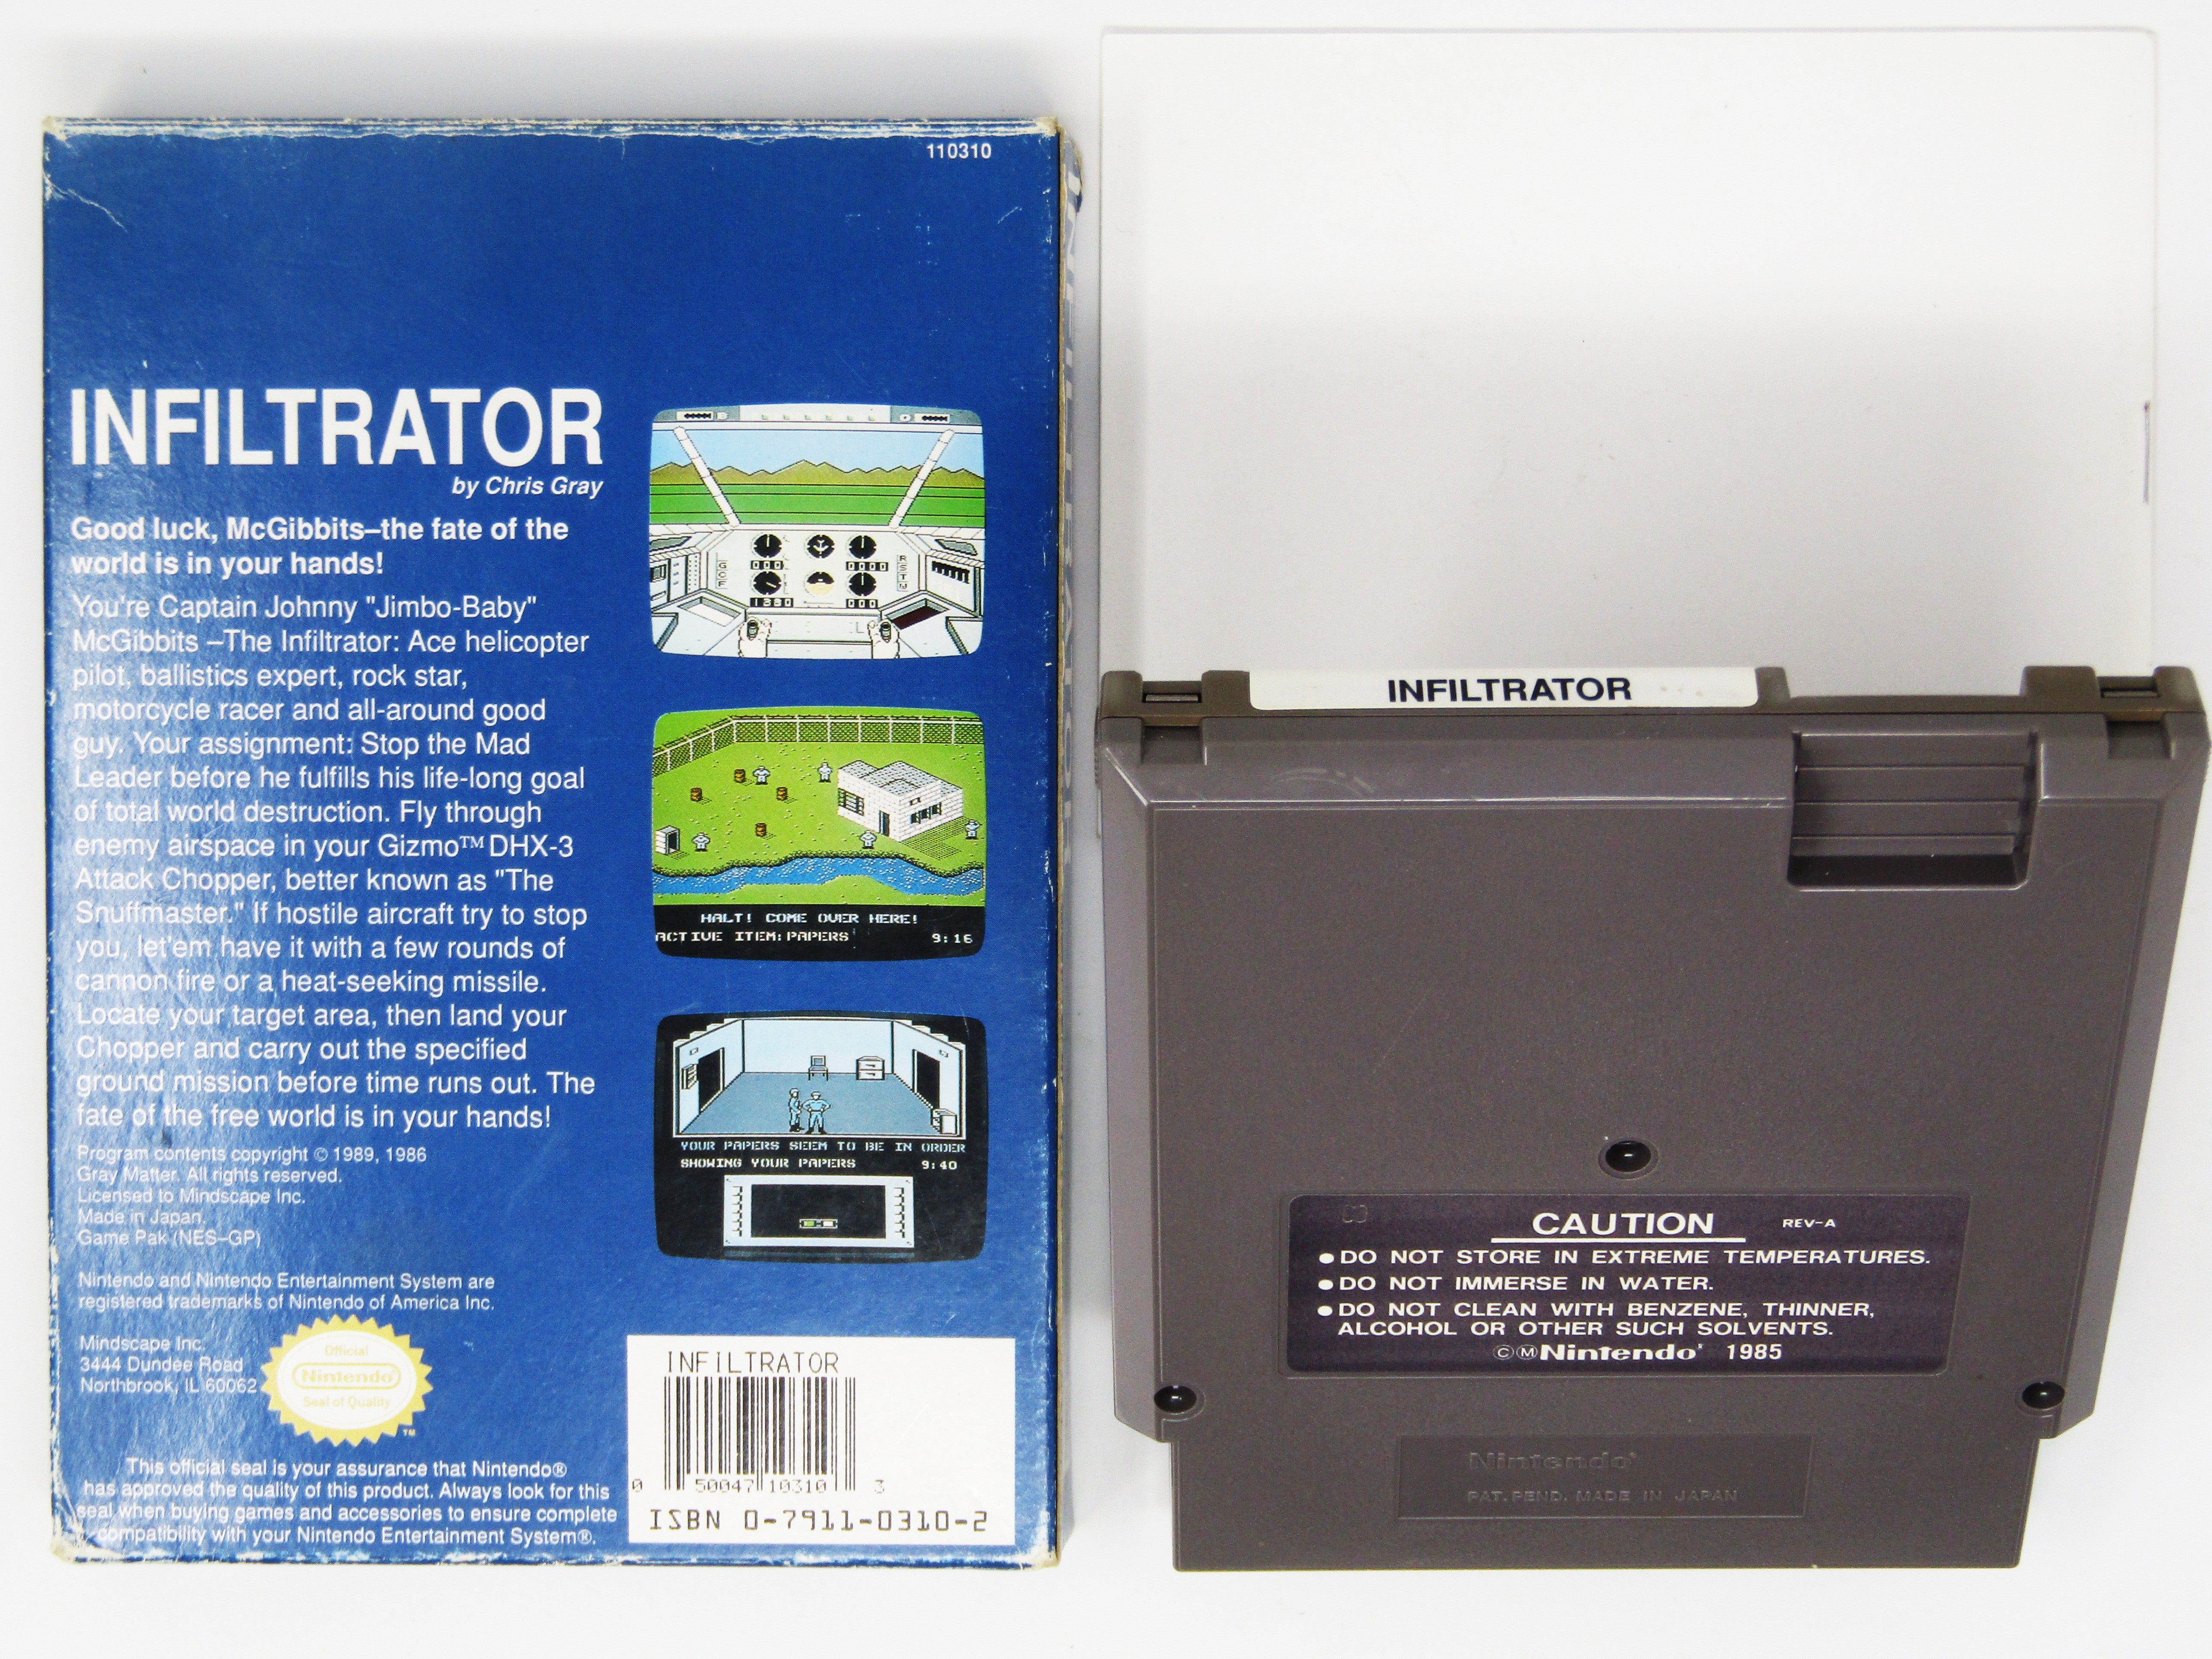 110310
INFILTRATOR
by Chris Gray
Good luck, McGibbits–the fate of the
world is in your hands!
You're Captain Johnny "Jimbo-Baby"
McGibbits –The Infiltrator: Ace helicopter
pilot, ballistics expert, rock star,
motorcycle racer and all-around good
guy. Your assignment: Stop the Mad
Leader before he fulfills his life-long goal
of total world destruction. Fly through
enemy airspace in your Gizmo™ DHX-3
Attack Chopper, better known as "The
Snuffmaster." If hostile aircraft try to stop
you, let'em have it with a few rounds of
cannon fire or a heat-seeking missile.
Locate your target area, then land your
Chopper and carry out the specified
ground mission before time runs out. The
fate of the free world is in your hands!
Program contents copyright © 1989, 1986
Gray Matter. All rights reserved.
Licensed to Mindscape Inc.
Made in Japan.
Game Pak (NES–GP)
Nintendo and Nintendo Entertainment System are
registered trademarks of Nintendo of America Inc.
Mindscape Inc.
3444 Dundee Road
Northbrook, IL 60062
Official
Nintendo
Seal of Quality
TM
This official seal is your assurance that Nintendo®
has approved the quality of this product. Always look for this
seal when buying games and accessories to ensure complete
compatibility with your Nintendo Entertainment System®.
HALT! COME OVER HERE!
ACTIVE ITEM:PAPERS 9:16
YOUR PAPERS SEEM TO BE IN ORDER
SHOWING YOUR PAPERS 9:40
INFILTRATOR
0 50047 10310 3
ISBN 0-7911-0310-2
INFILTRATOR
CAUTION REV-A
●DO NOT STORE IN EXTREME TEMPERATURES.
●DO NOT IMMERSE IN WATER.
●DO NOT CLEAN WITH BENZENE, THINNER,
ALCOHOL OR OTHER SUCH SOLVENTS.
©Ⓜ Nintendo 1985
Nintendo®
PAT. PEND. MADE IN JAPAN